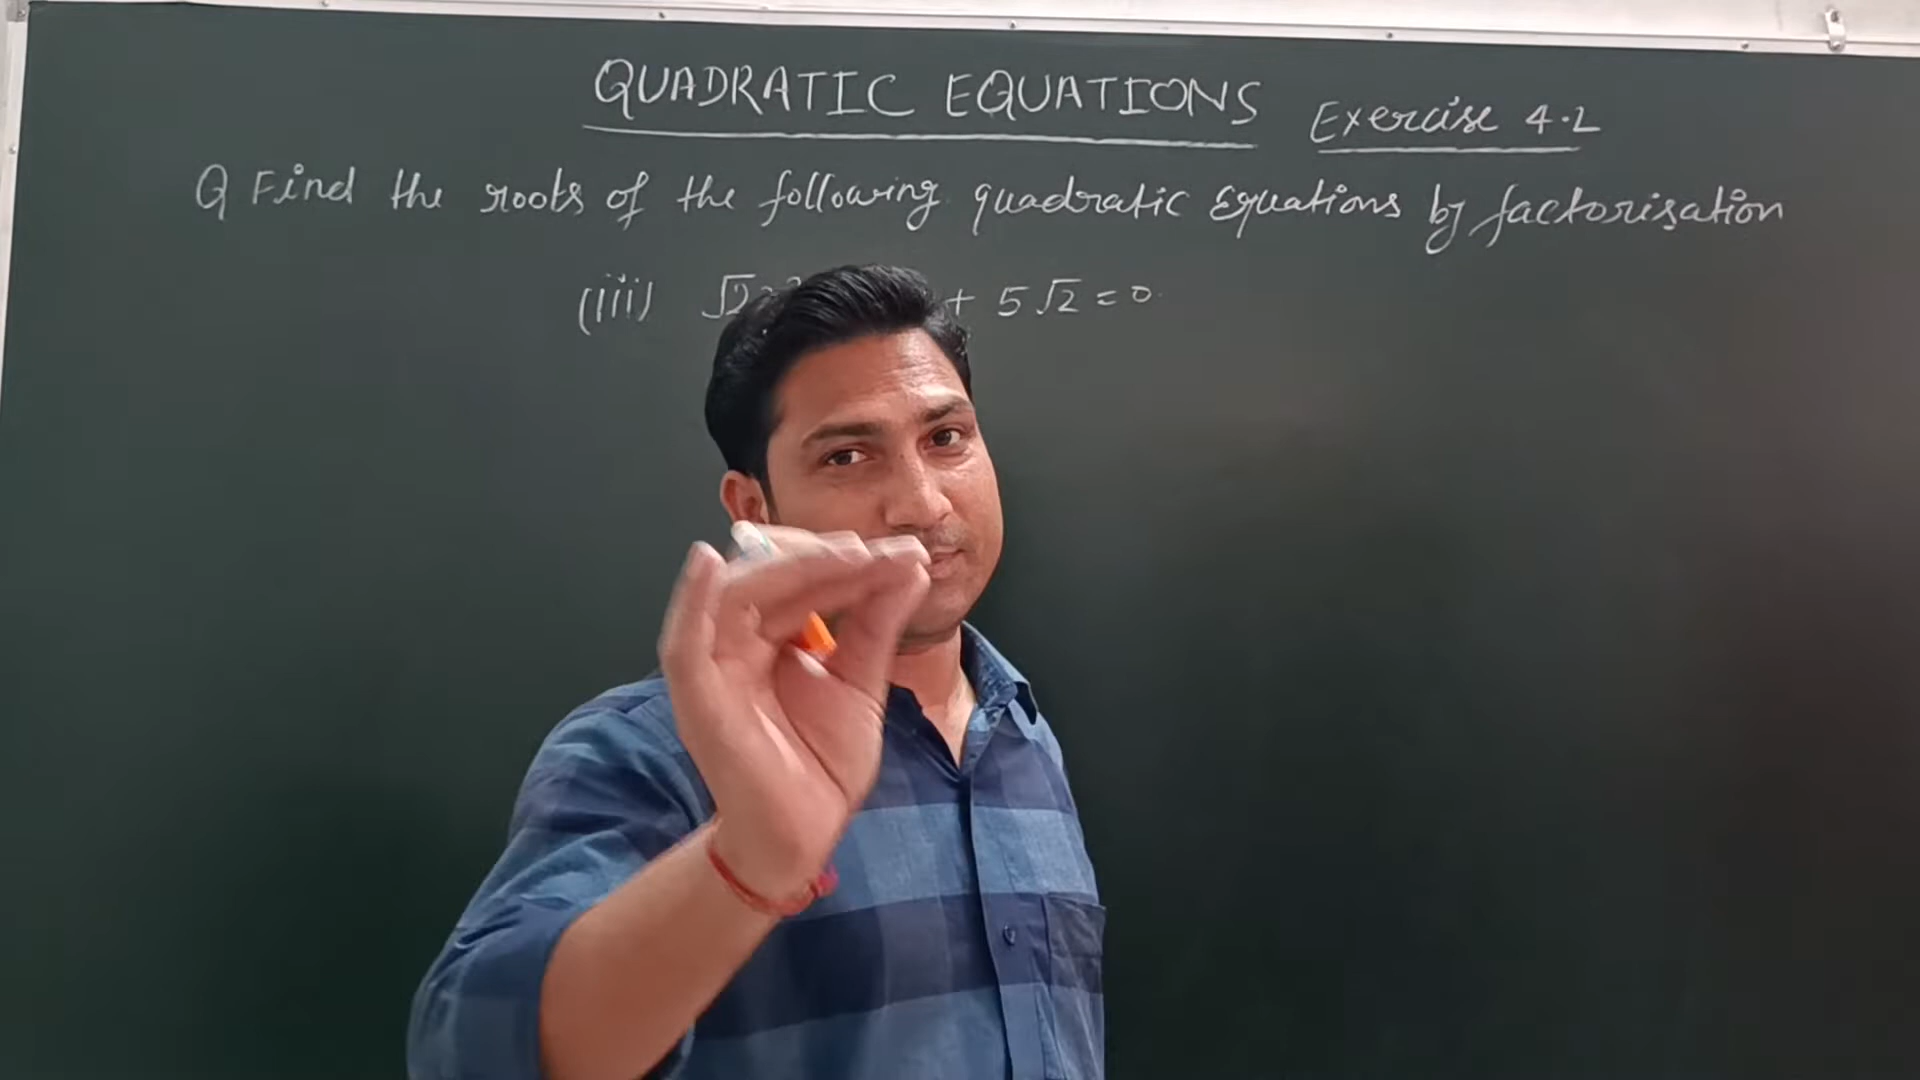 QUADRATIC EQUATIONS Exercise 4.2
Q Find the roots of the following quadratic Equations by factorisation
(iii) √2 + 5√2 = 0